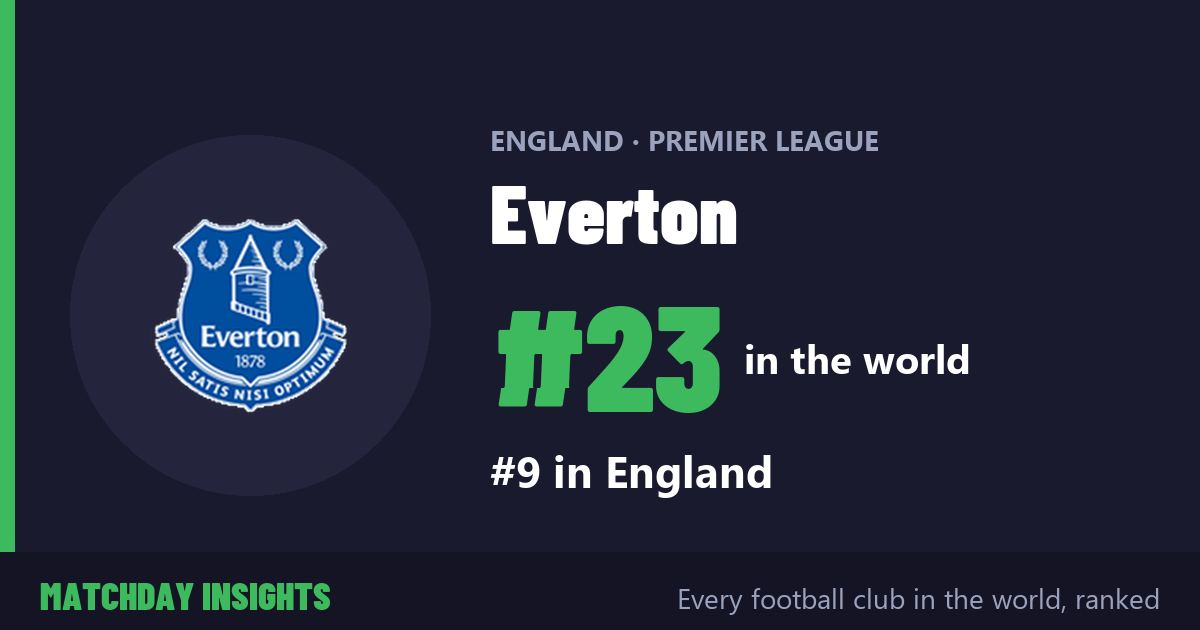 ENGLAND · PREMIER LEAGUE
Everton
#23 in the world
#9 in England
Everton
1878
NIL SATIS NISI OPTIMUM
MATCHDAY INSIGHTS
Every football club in the world, ranked